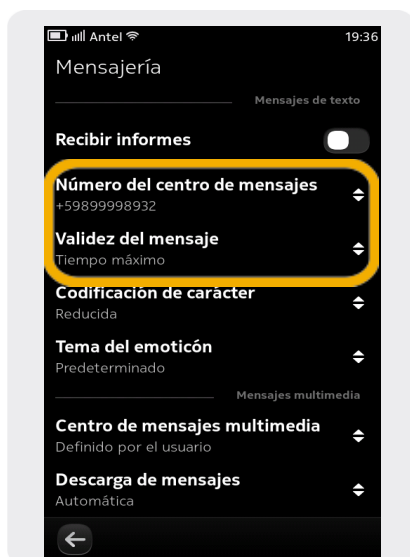 Antel 19:36
Mensajería
Mensajes de texto
Recibir informes
Número del centro de mensajes
+59899998932
Validez del mensaje
Tiempo máximo
Codificación de carácter
Reducida
Tema del emoticón
Predeterminado
Mensajes multimedia
Centro de mensajes multimedia
Definido por el usuario
Descarga de mensajes
Automática